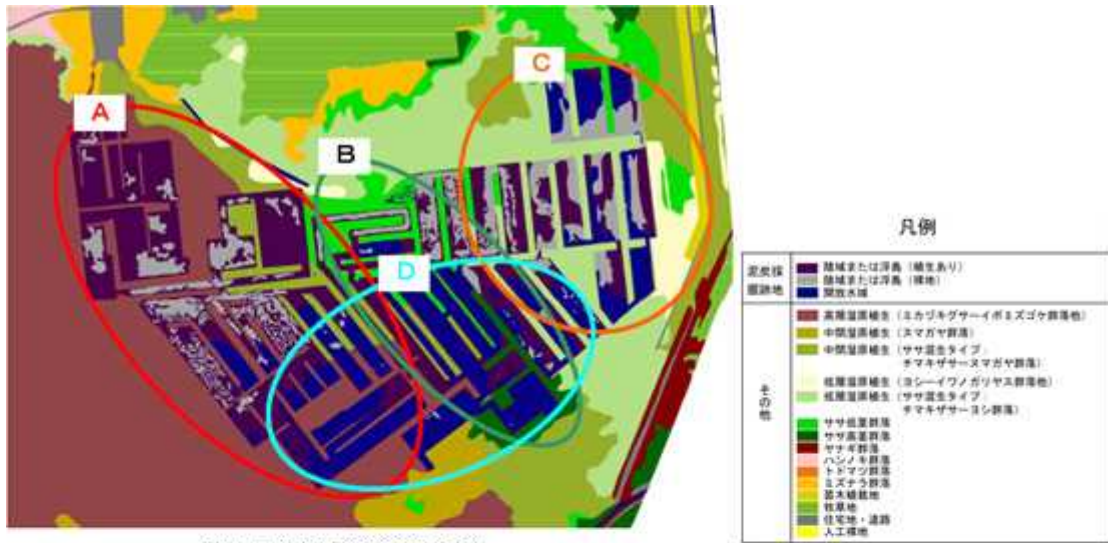 A
B
C
D
凡例
泥炭採掘跡地
陸域または浮島（植生あり）
陸域または浮島（裸地）
開放水域
その他
高層湿原植生（ミカヅキグサーイボミズゴケ群落他）
中間湿原植生（ヌマガヤ群落）
中間湿原植生（ササ混生タイプ：
チマキザサーヌマガヤ群落）
低層湿原植生（ヨシーイワノガリヤス群落他）
低層湿原植生（ササ混生タイプ：
チマキザサーヨシ群落）
ササ低茎群落
ササ高茎群落
ヤナギ群落
ハンノキ群落
トドマツ群落
ミズナラ群落
苗木植栽地
牧草地
住宅地・道路
人工裸地